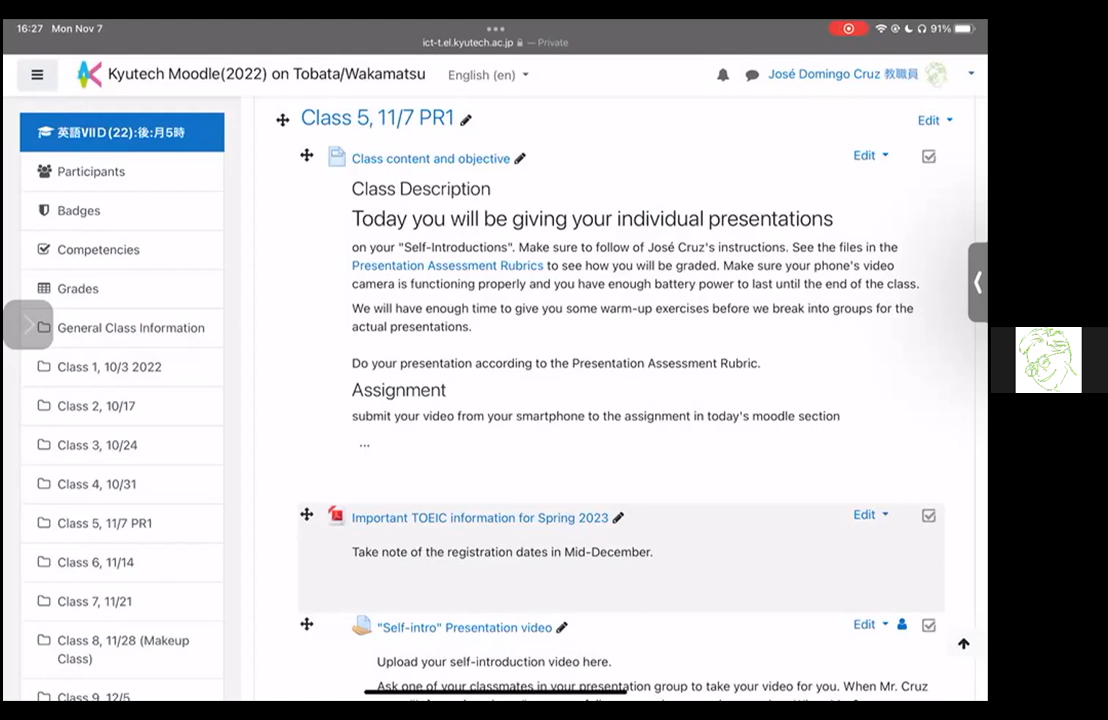 16:27 Mon Nov 7
ict-t.el.kyutech.ac.jp — Private
91%
Kyutech Moodle(2022) on Tobata/Wakamatsu
English (en)
José Domingo Cruz 教職員
英語VII D (22):後:月5時
Participants
Badges
Competencies
Grades
General Class Information
Class 1, 10/3 2022
Class 2, 10/17
Class 3, 10/24
Class 4, 10/31
Class 5, 11/7 PR1
Class 6, 11/14
Class 7, 11/21
Class 8, 11/28 (Makeup
Class)
Class 9, 12/5
Class 5, 11/7 PR1
Edit
Class content and objective
Edit
Class Description
Today you will be giving your individual presentations
on your "Self-Introductions". Make sure to follow of José Cruz's instructions. See the files in the
Presentation Assessment Rubrics to see how you will be graded. Make sure your phone's video
camera is functioning properly and you have enough battery power to last until the end of the class.
We will have enough time to give you some warm-up exercises before we break into groups for the
actual presentations.
Do your presentation according to the Presentation Assessment Rubric.
Assignment
submit your video from your smartphone to the assignment in today's moodle section
...
Important TOEIC information for Spring 2023
Edit
Take note of the registration dates in Mid-December.
"Self-intro" Presentation video
Edit
Upload your self-introduction video here.
Ask one of your classmates in your presentation group to take your video for you. When Mr. Cruz